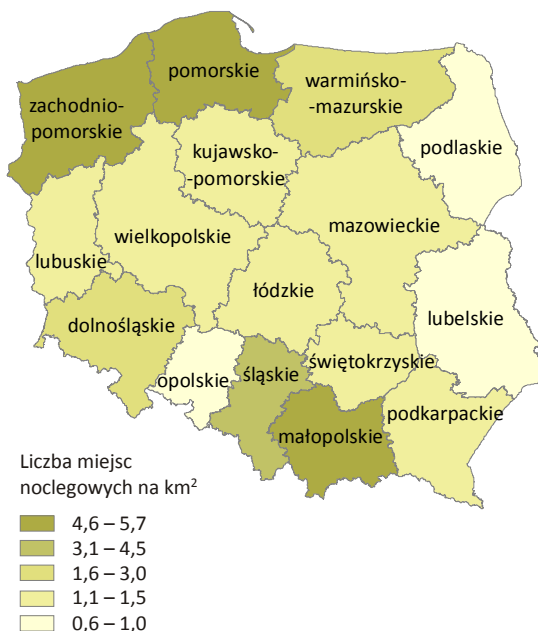 pomorskie
warmińsko-
-mazurskie
zachodnio-
pomorskie
podlaskie
kujawsko-
-pomorskie
mazowieckie
wielkopolskie
lubuskie
łódzkie
lubelskie
dolnośląskie
opolskie
śląskie
świętokrzyskie
podkarpackie
małopolskie
Liczba miejsc
noclegowych na km²
4,6 – 5,7
3,1 – 4,5
1,6 – 3,0
1,1 – 1,5
0,6 – 1,0